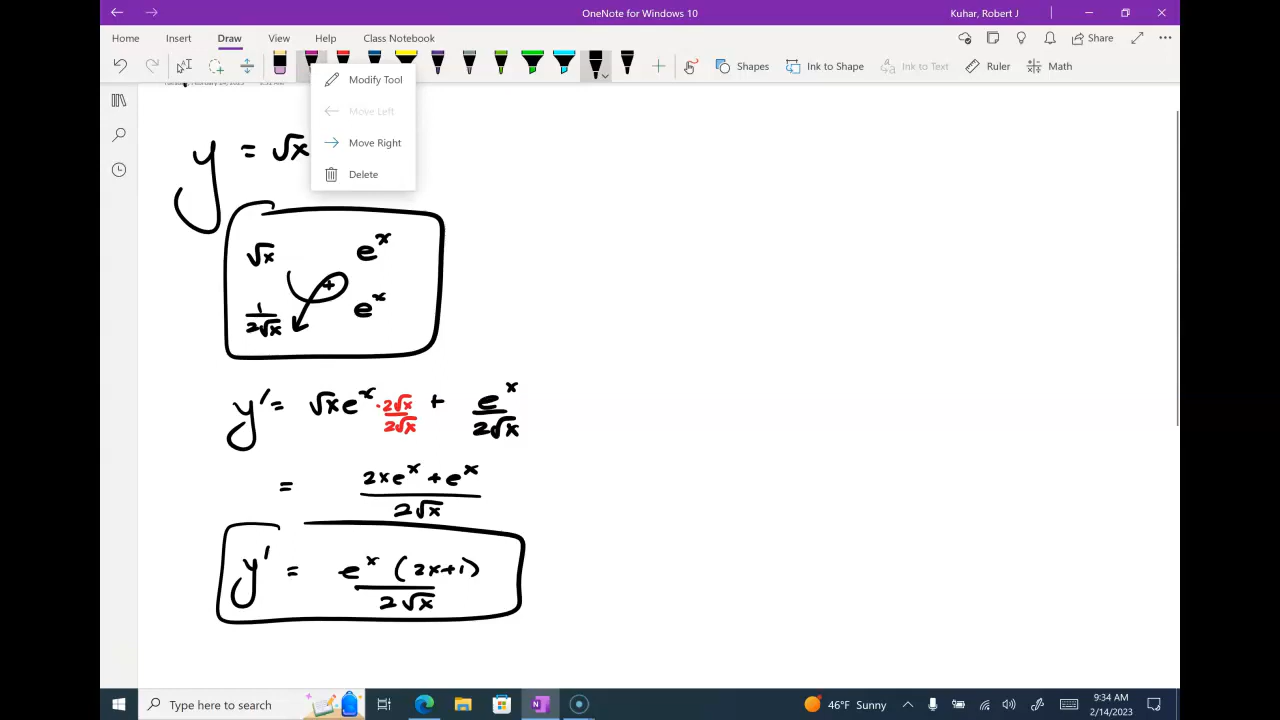 OneNote for Windows 10
Kuhar, Robert J
Home Insert Draw View Help Class Notebook
Share
Shapes Ink to Shape Ink to Text Ruler Math
Modify Tool
Move Left
Move Right
Delete
y = √x
√x e^x
+
1/(2√x) e^x
y' = √x e^x · 2√x/2√x + e^x/2√x
= (2xe^x + e^x)/2√x
y' = e^x (2x+1)/2√x
Type here to search
46°F Sunny
9:34 AM
2/14/2023